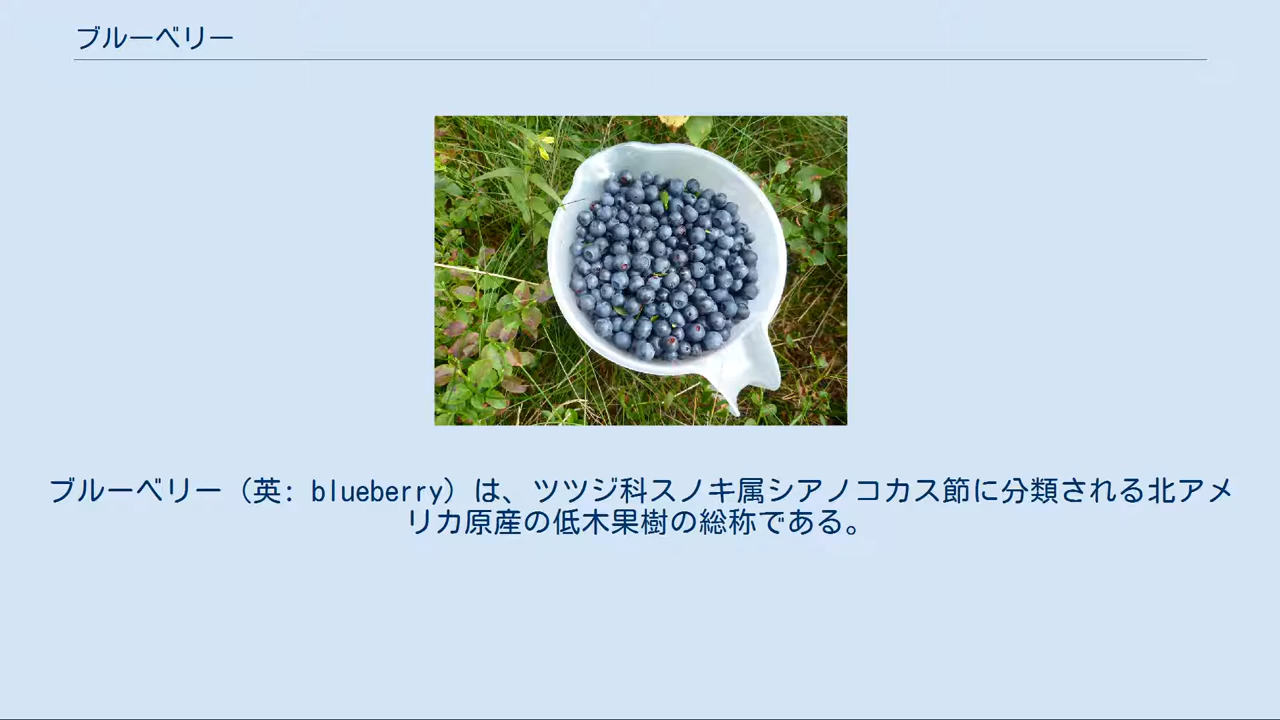 ブルーベリー
ブルーベリー（英: blueberry）は、ツツジ科スノキ属シアノコカス節に分類される北アメ
リカ原産の低木果樹の総称である。